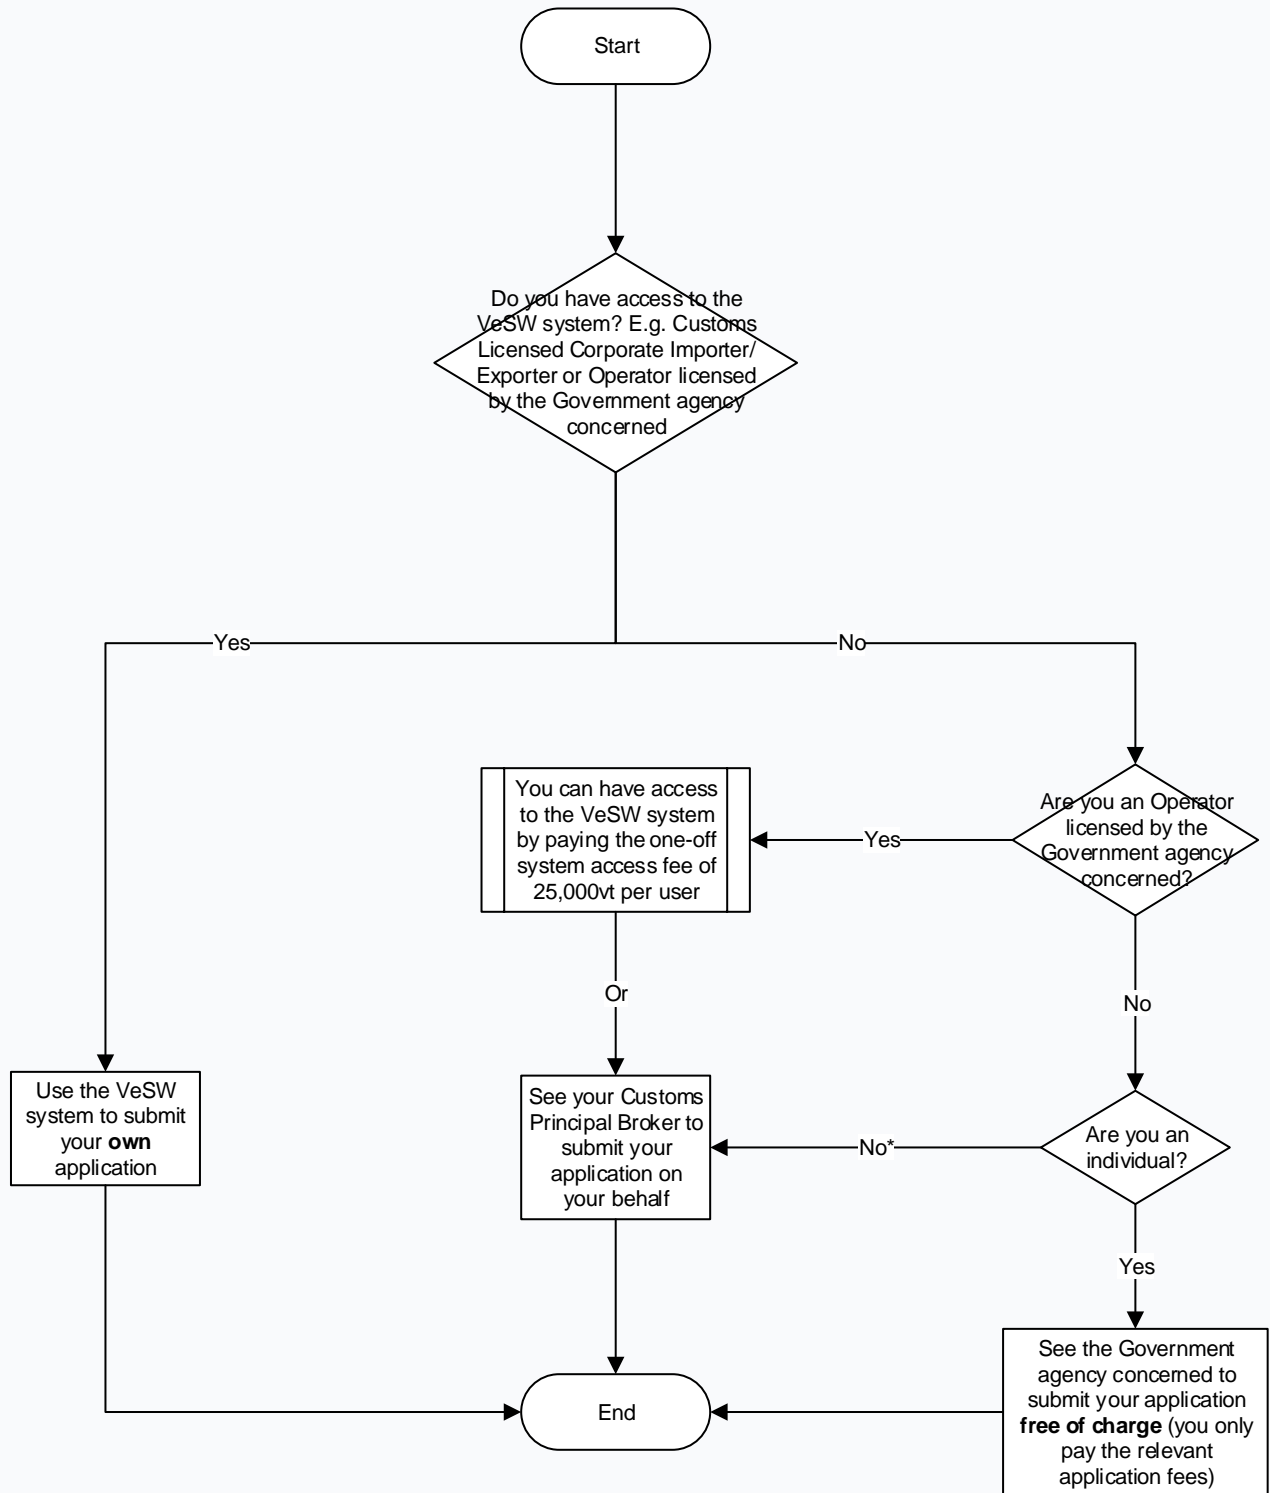 Start
Do you have access to the
VeSW system? E.g. Customs
Licensed Corporate Importer/
Exporter or Operator licensed
by the Government agency
concerned
Yes
No
You can have access
to the VeSW system
by paying the one-off
system access fee of
25,000vt per user
Yes
Are you an Operator
licensed by the
Government agency
concerned?
Or
No
Use the VeSW
system to submit
your own
application
See your Customs
Principal Broker to
submit your
application on
your behalf
No*
Are you an
individual?
Yes
End
See the Government
agency concerned to
submit your application
free of charge (you only
pay the relevant
application fees)